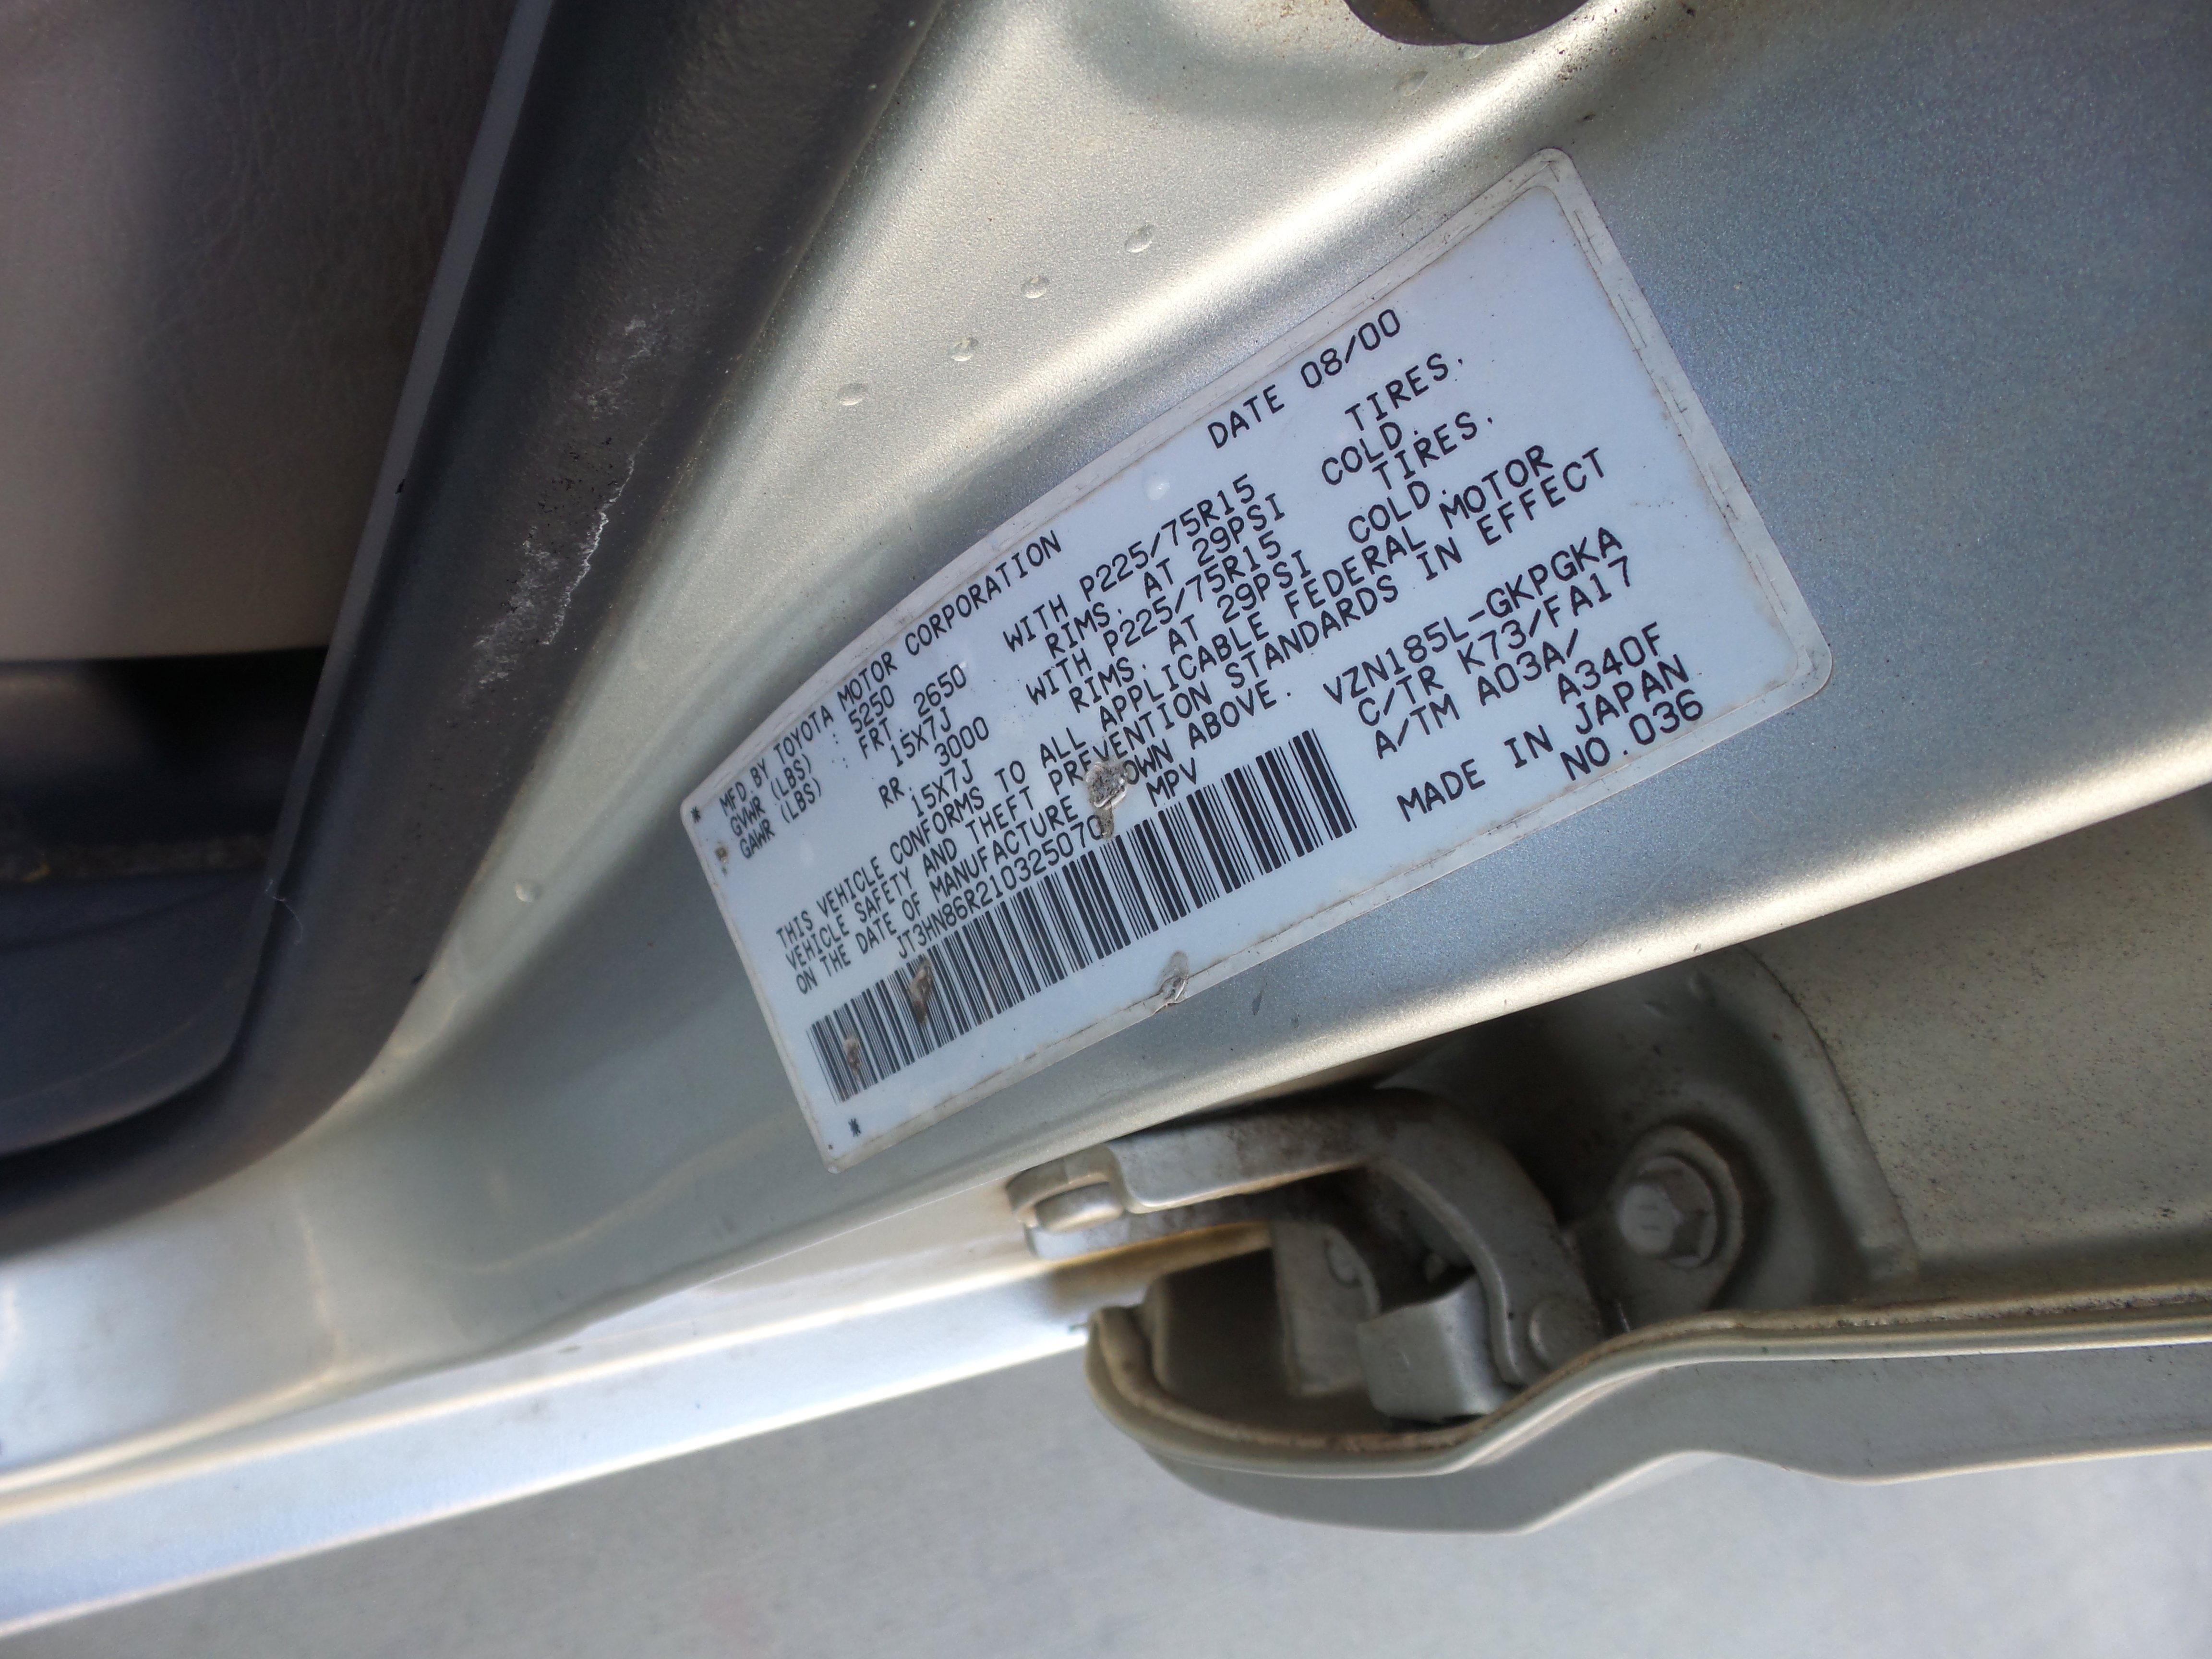 MFD. BY TOYOTA MOTOR CORPORATION DATE 08/00
GVWR (LBS) : 5250
GAWR (LBS) : FRT. 2650 WITH P225/75R15 TIRES.
15X7J RIMS. AT 29PSI COLD.
RR. 3000 WITH P225/75R15 TIRES.
15X7J RIMS. AT 29PSI COLD.
THIS VEHICLE CONFORMS TO ALL APPLICABLE FEDERAL MOTOR
VEHICLE SAFETY AND THEFT PREVENTION STANDARDS IN EFFECT
ON THE DATE OF MANUFACTURE ABOVE.
MPV VZN185L-GKPGKA
C/TR K73/FA17
A/TM A03A/
A340F
MADE IN JAPAN
NO.036